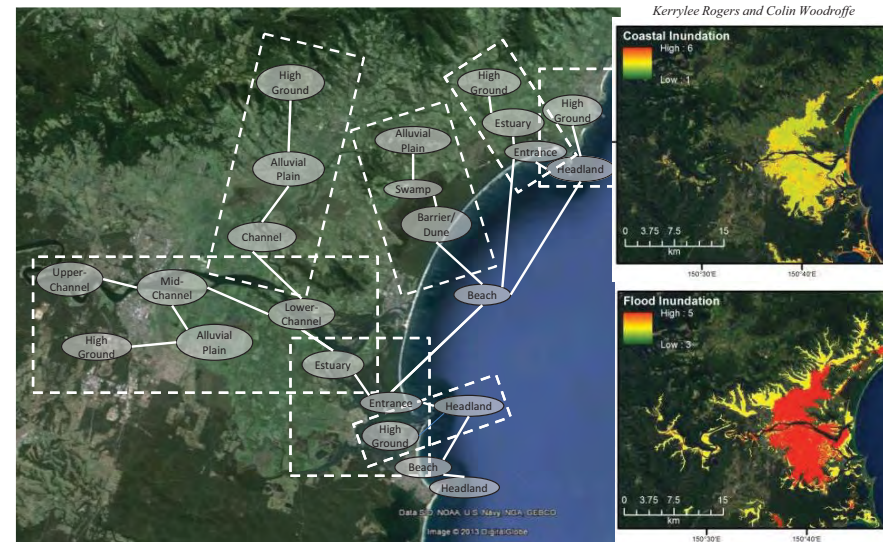 Kerrylee Rogers and Colin Woodroffe
High
Ground
Alluvial
Plain
Channel
Alluvial
Plain
Swamp
Barrier/
Dune
High
Ground
Estuary
Entrance
High
Ground
Headland
Beach
Upper-
Channel
Mid-
Channel
Lower-
Channel
High
Ground
Alluvial
Plain
Estuary
Entrance
Headland
High
Ground
Beach
Headland
Data SIO, NOAA, U.S. Navy, NGA, GEBCO
Image © 2013 DigitalGlobe
Coastal Inundation
High : 6
Low : 1
0 3.75 7.5 15
km
150°30'E 150°40'E
Flood Inundation
High : 5
Low : 3
0 3.75 7.5 15
km
150°30'E 150°40'E